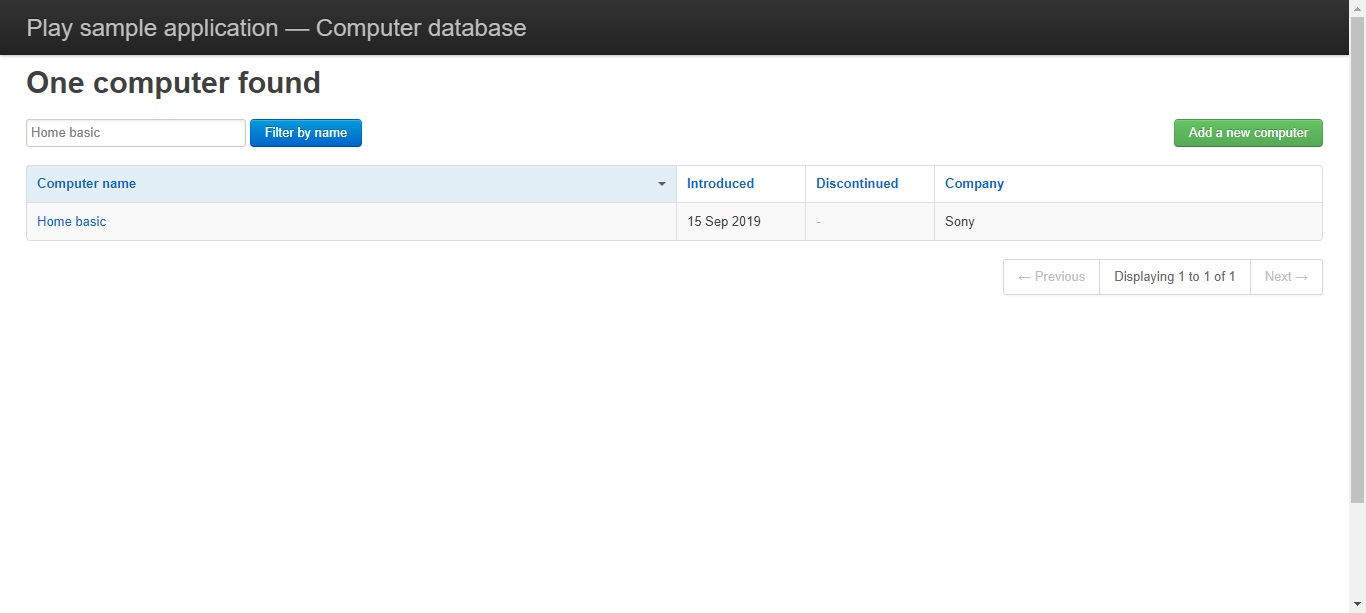 Play sample application — Computer database
One computer found
Home basic Filter by name Add a new computer
Computer name Introduced Discontinued Company
Home basic 15 Sep 2019 - Sony
← Previous Displaying 1 to 1 of 1 Next →